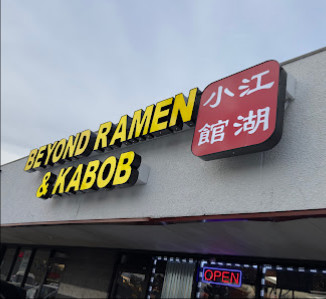 BEYOND RAMEN
& KABOB
小江
館湖
OPEN